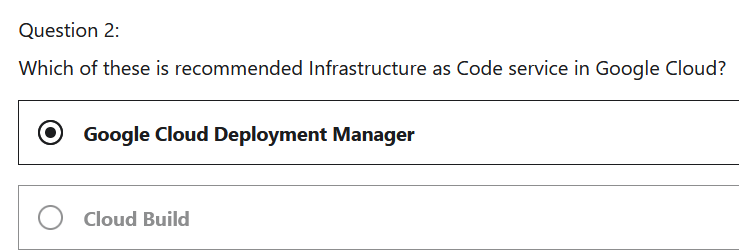 Question 2:
Which of these is recommended Infrastructure as Code service in Google Cloud?
Google Cloud Deployment Manager
Cloud Build